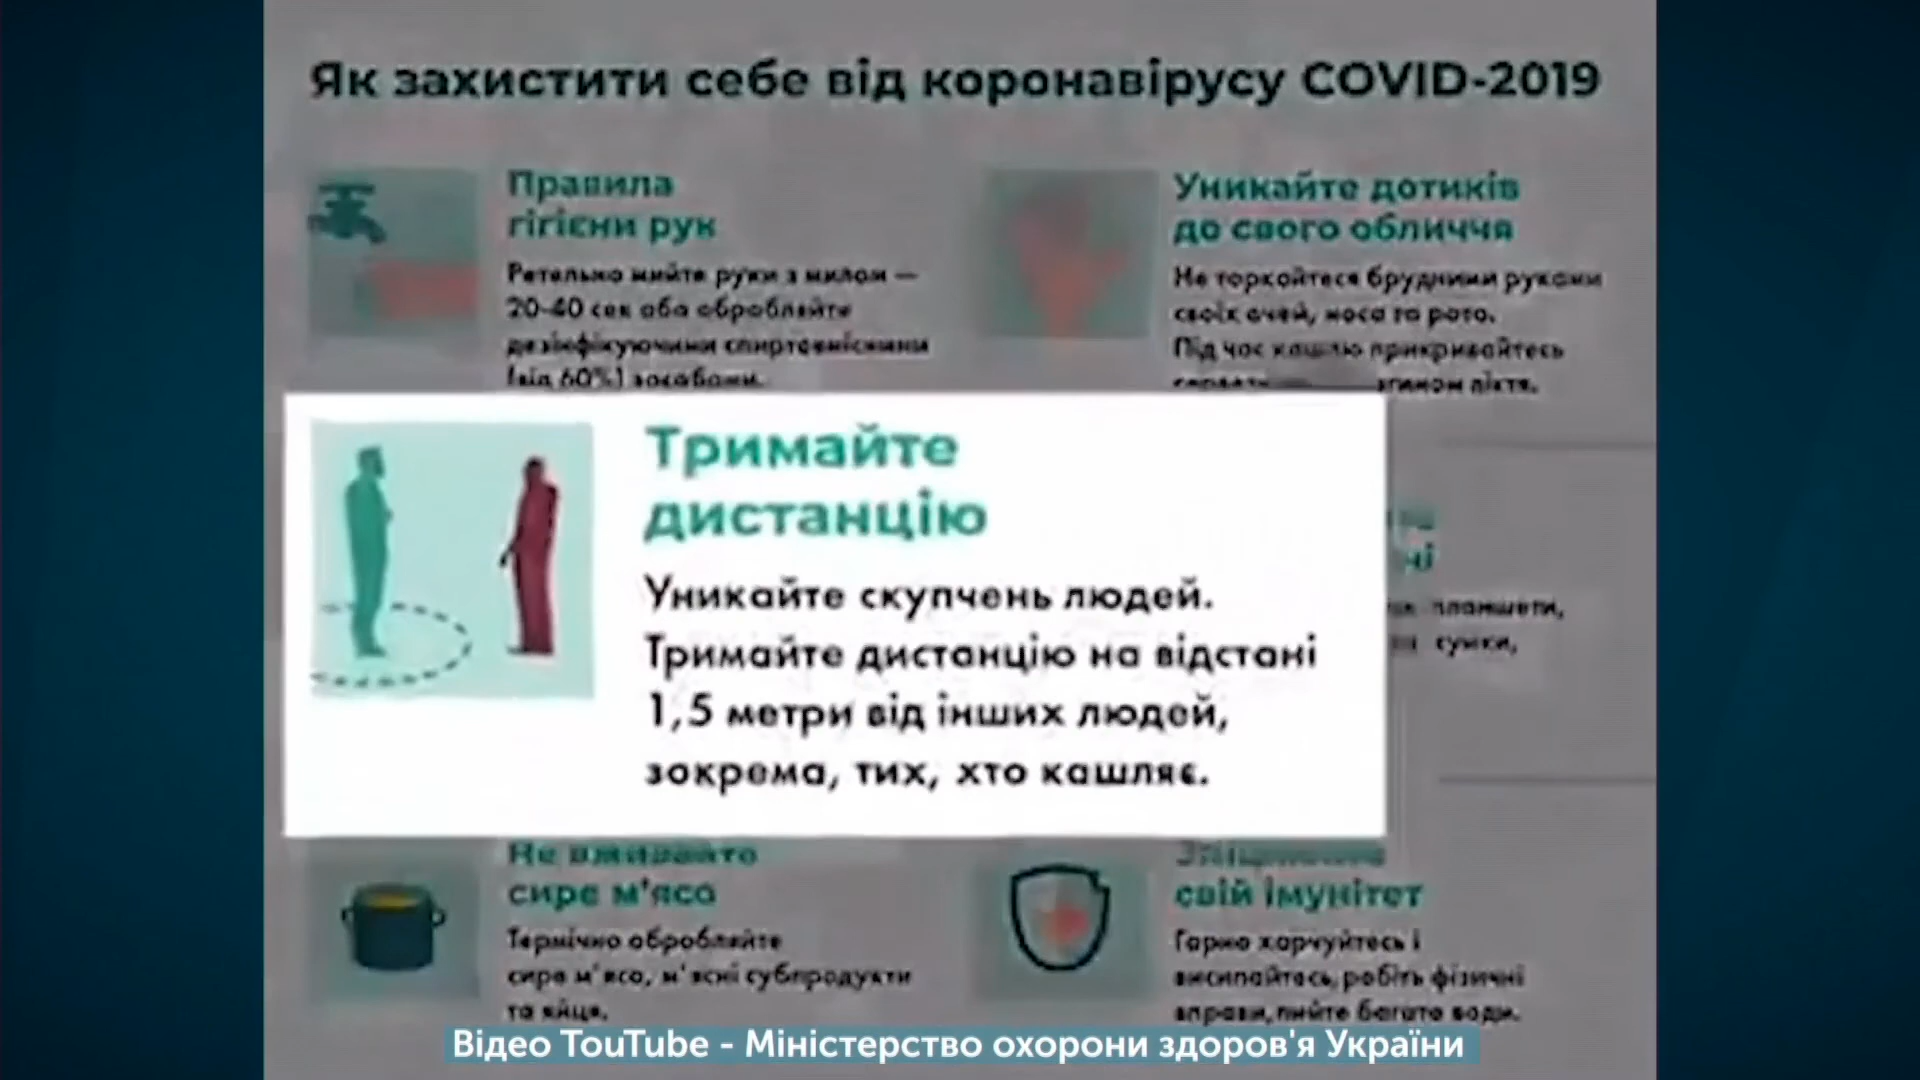 Як захистити себе від коронавірусу COVID-2019
Правила
гігієни рук
Ретельно мийте руки з милом —
20-40 сек або обробляйте
дезінфікуючими спиртовмісними
(від 60%) засобами.
Уникайте дотиків
до свого обличчя
Не торкайтеся брудними руками
своїх очей, носа та рота.
Під час кашлю прикривайтесь
згином ліктя.
Тримайте
дистанцію
Уникайте скупчень людей.
Тримайте дистанцію на відстані
1,5 метри від інших людей,
зокрема, тих, хто кашляє.
планшети,
сумки,
Не вживайте
сире м'ясо
Термічно обробляйте
сире м'ясо, м'ясні субпродукти
та яйця.
свій імунітет
Гарно харчуйтесь і
висипайтесь, робіть фізичні
вправи, пийте багато води.
Відео TouTube - Міністерство охорони здоров'я України